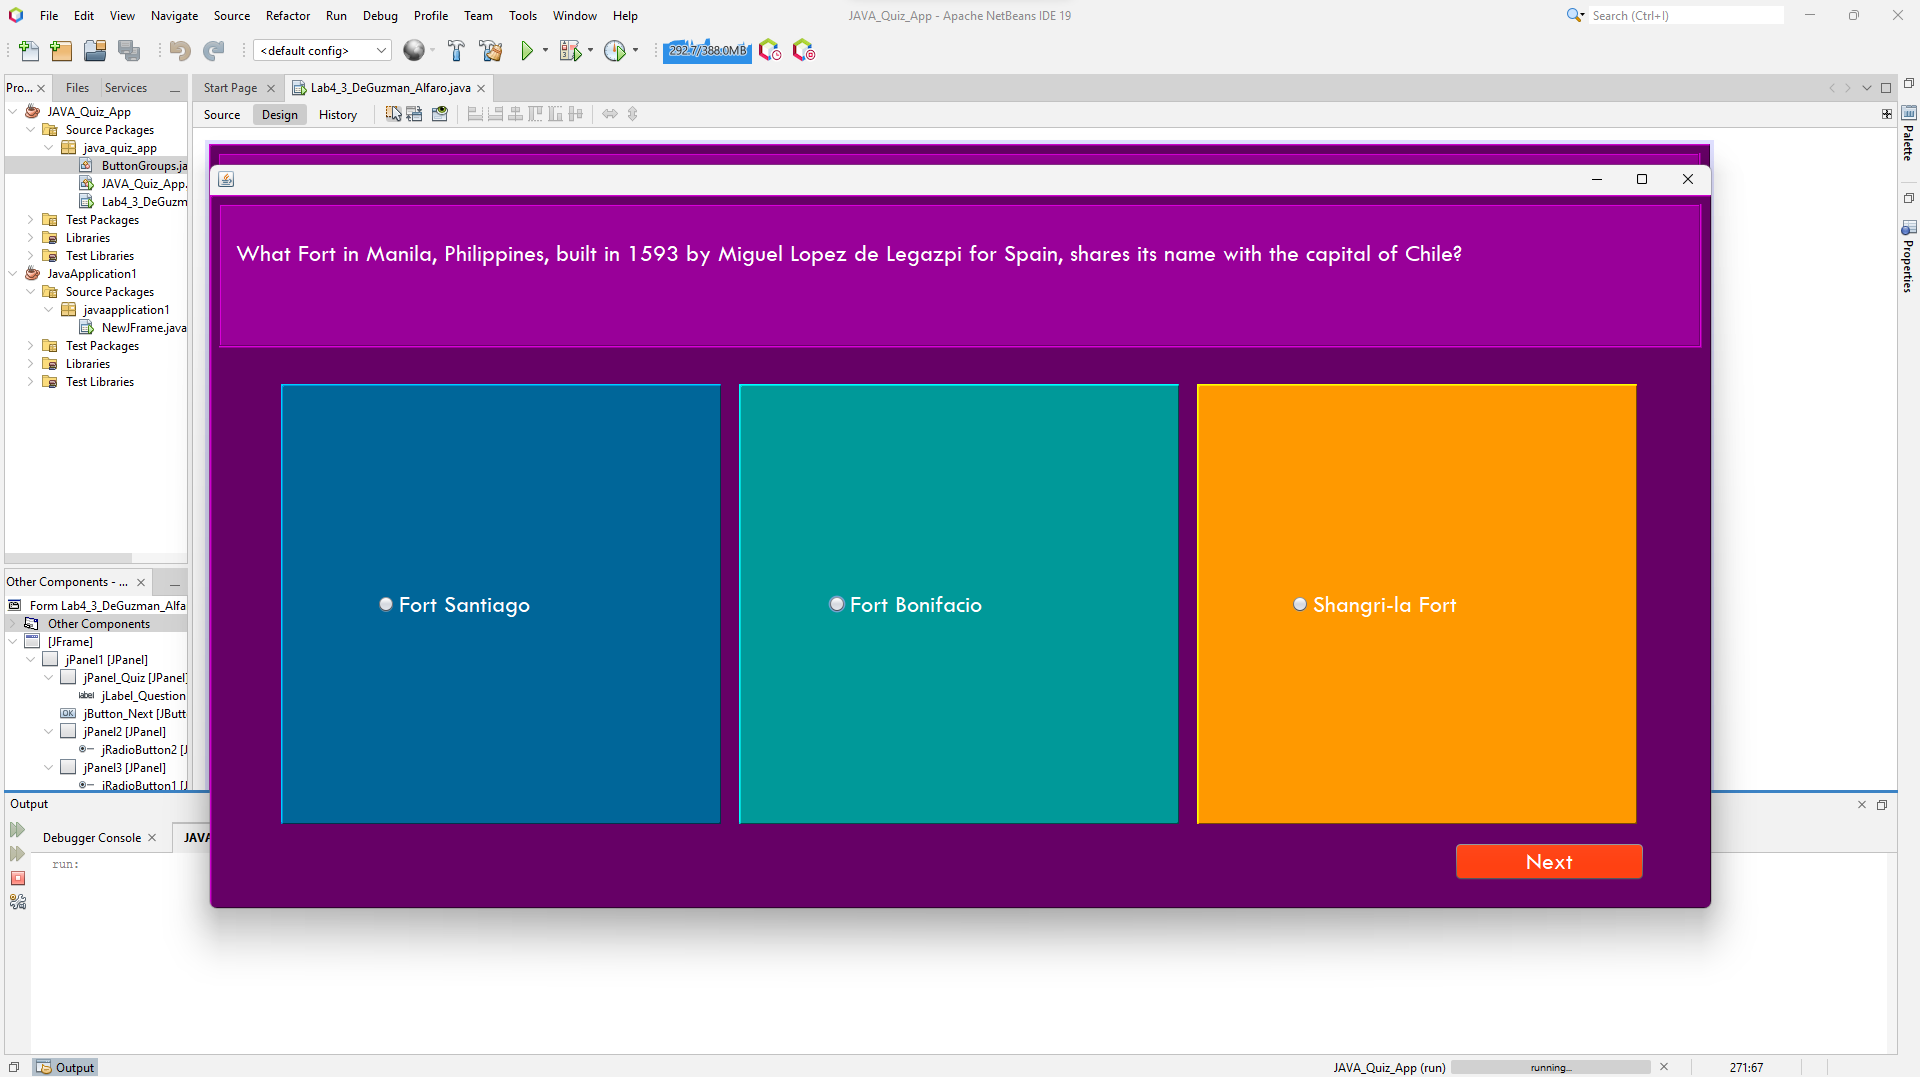 File Edit View Navigate Source Refactor Run Debug Profile Team Tools Window Help
JAVA_Quiz_App - Apache NetBeans IDE 19
Search (Ctrl+I)
<default config>
292.7/388.0MB
Pro... Files Services
Start Page Lab4_3_DeGuzman_Alfaro.java
Source Design History
JAVA_Quiz_App
Source Packages
java_quiz_app
ButtonGroups.ja
JAVA_Quiz_App.
Lab4_3_DeGuzm
Test Packages
Libraries
Test Libraries
JavaApplication1
Source Packages
javaapplication1
NewJFrame.java
Test Packages
Libraries
Test Libraries
Other Components - ...
Form Lab4_3_DeGuzman_Alfa
Other Components
[JFrame]
jPanel1 [JPanel]
jPanel_Quiz [JPanel]
label jLabel_Question
OK jButton_Next [JButt
jPanel2 [JPanel]
jRadioButton2 [J
jPanel3 [JPanel]
jRadioButton1 [J
What Fort in Manila, Philippines, built in 1593 by Miguel Lopez de Legazpi for Spain, shares its name with the capital of Chile?
Fort Santiago
Fort Bonifacio
Shangri-la Fort
Next
Palette
Properties
Output
Debugger Console JAVA
run:
Output
JAVA_Quiz_App (run) running... 271:67